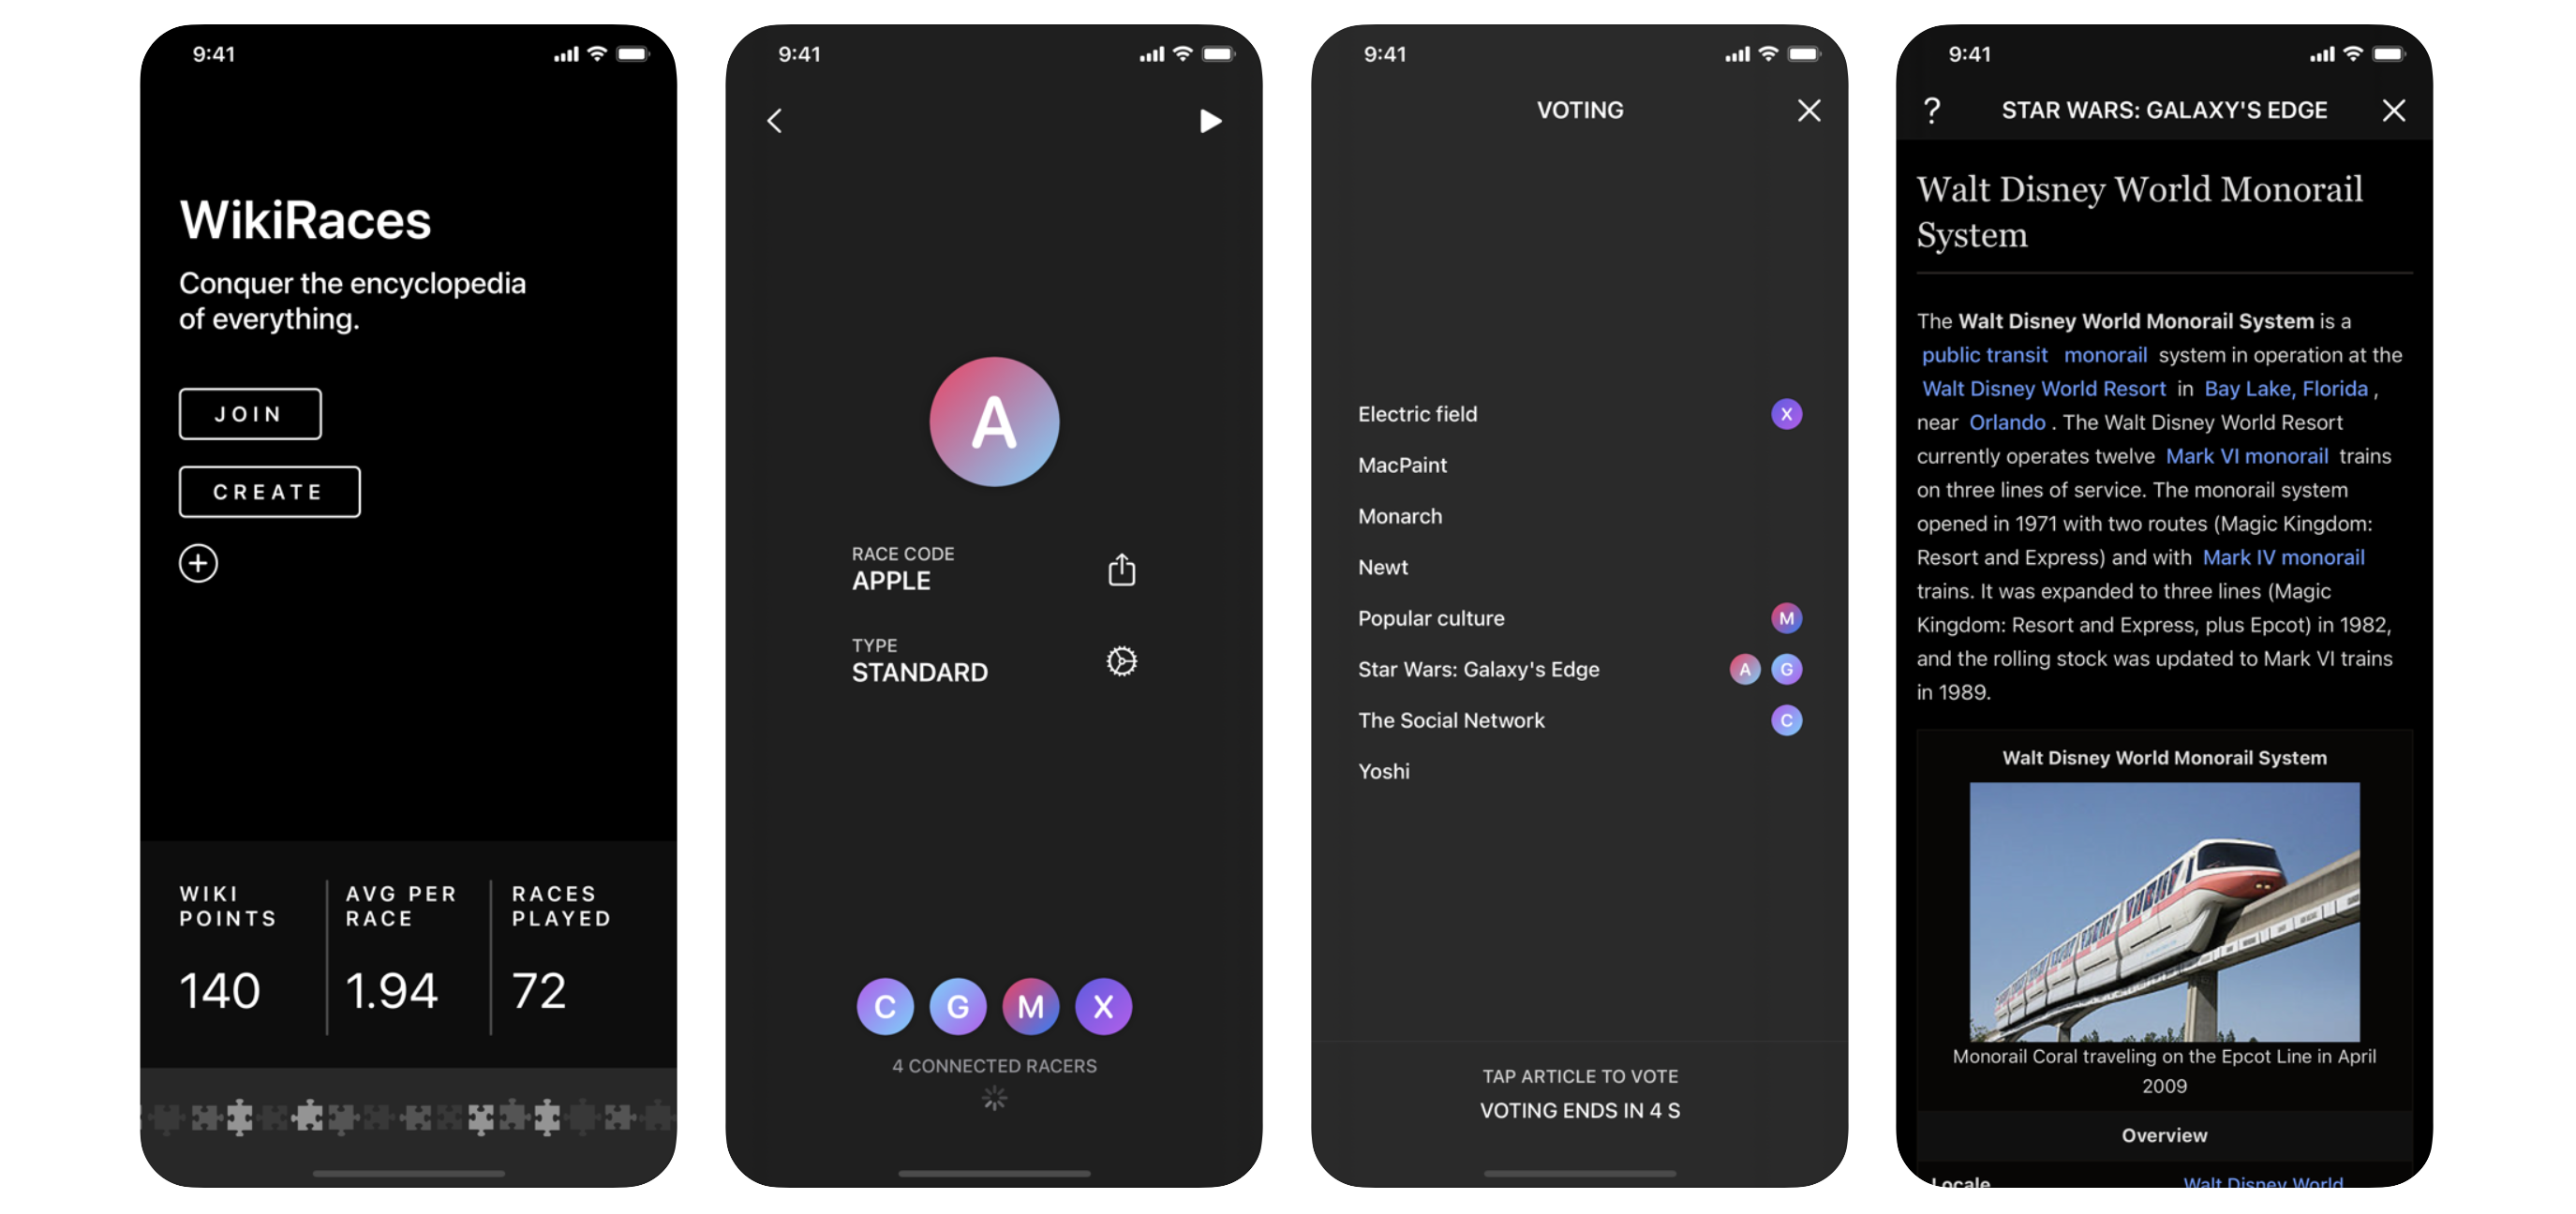 9:41
WikiRaces
Conquer the encyclopedia
of everything.
JOIN
CREATE
WIKI
POINTS
140
AVG PER
RACE
1.94
RACES
PLAYED
72
9:41
A
RACE CODE
APPLE
TYPE
STANDARD
C G M X
4 CONNECTED RACERS
9:41
VOTING
Electric field X
MacPaint
Monarch
Newt
Popular culture M
Star Wars: Galaxy's Edge A G
The Social Network C
Yoshi
TAP ARTICLE TO VOTE
VOTING ENDS IN 4 S
9:41
? STAR WARS: GALAXY'S EDGE
Walt Disney World Monorail
System
The Walt Disney World Monorail System is a
public transit monorail system in operation at the
Walt Disney World Resort in Bay Lake, Florida ,
near Orlando . The Walt Disney World Resort
currently operates twelve Mark VI monorail trains
on three lines of service. The monorail system
opened in 1971 with two routes (Magic Kingdom:
Resort and Express) and with Mark IV monorail
trains. It was expanded to three lines (Magic
Kingdom: Resort and Express, plus Epcot) in 1982,
and the rolling stock was updated to Mark VI trains
in 1989.
Walt Disney World Monorail System
Monorail Coral traveling on the Epcot Line in April
2009
Overview
Locale Walt Disney World